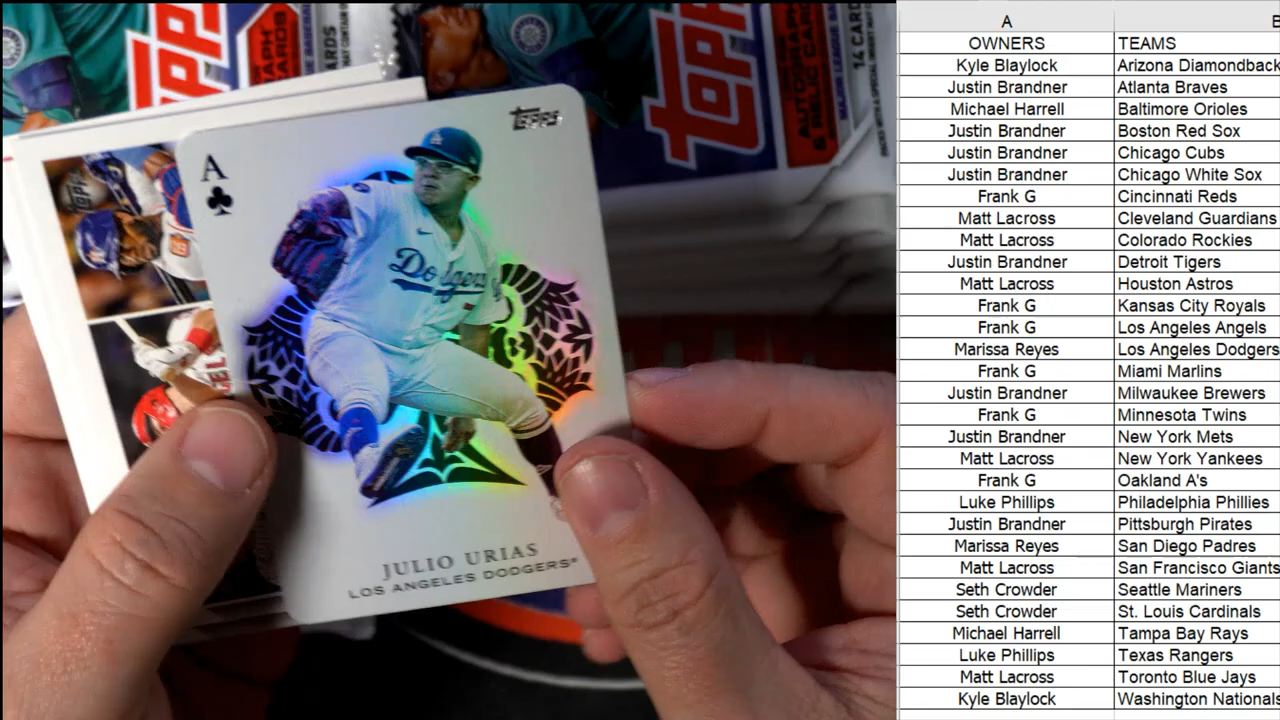 TOPPS
TOPPS
14 CARD
AUTOGRAPH
& RELIC CARD
Topps
A
Dodgers
JULIO URIAS
LOS ANGELES DODGERS®
A
OWNERS TEAMS
Kyle Blaylock Arizona Diamondback
Justin Brandner Atlanta Braves
Michael Harrell Baltimore Orioles
Justin Brandner Boston Red Sox
Justin Brandner Chicago Cubs
Justin Brandner Chicago White Sox
Frank G Cincinnati Reds
Matt Lacross Cleveland Guardians
Matt Lacross Colorado Rockies
Justin Brandner Detroit Tigers
Matt Lacross Houston Astros
Frank G Kansas City Royals
Frank G Los Angeles Angels
Marissa Reyes Los Angeles Dodgers
Frank G Miami Marlins
Justin Brandner Milwaukee Brewers
Frank G Minnesota Twins
Justin Brandner New York Mets
Matt Lacross New York Yankees
Frank G Oakland A's
Luke Phillips Philadelphia Phillies
Justin Brandner Pittsburgh Pirates
Marissa Reyes San Diego Padres
Matt Lacross San Francisco Giants
Seth Crowder Seattle Mariners
Seth Crowder St. Louis Cardinals
Michael Harrell Tampa Bay Rays
Luke Phillips Texas Rangers
Matt Lacross Toronto Blue Jays
Kyle Blaylock Washington Nationals